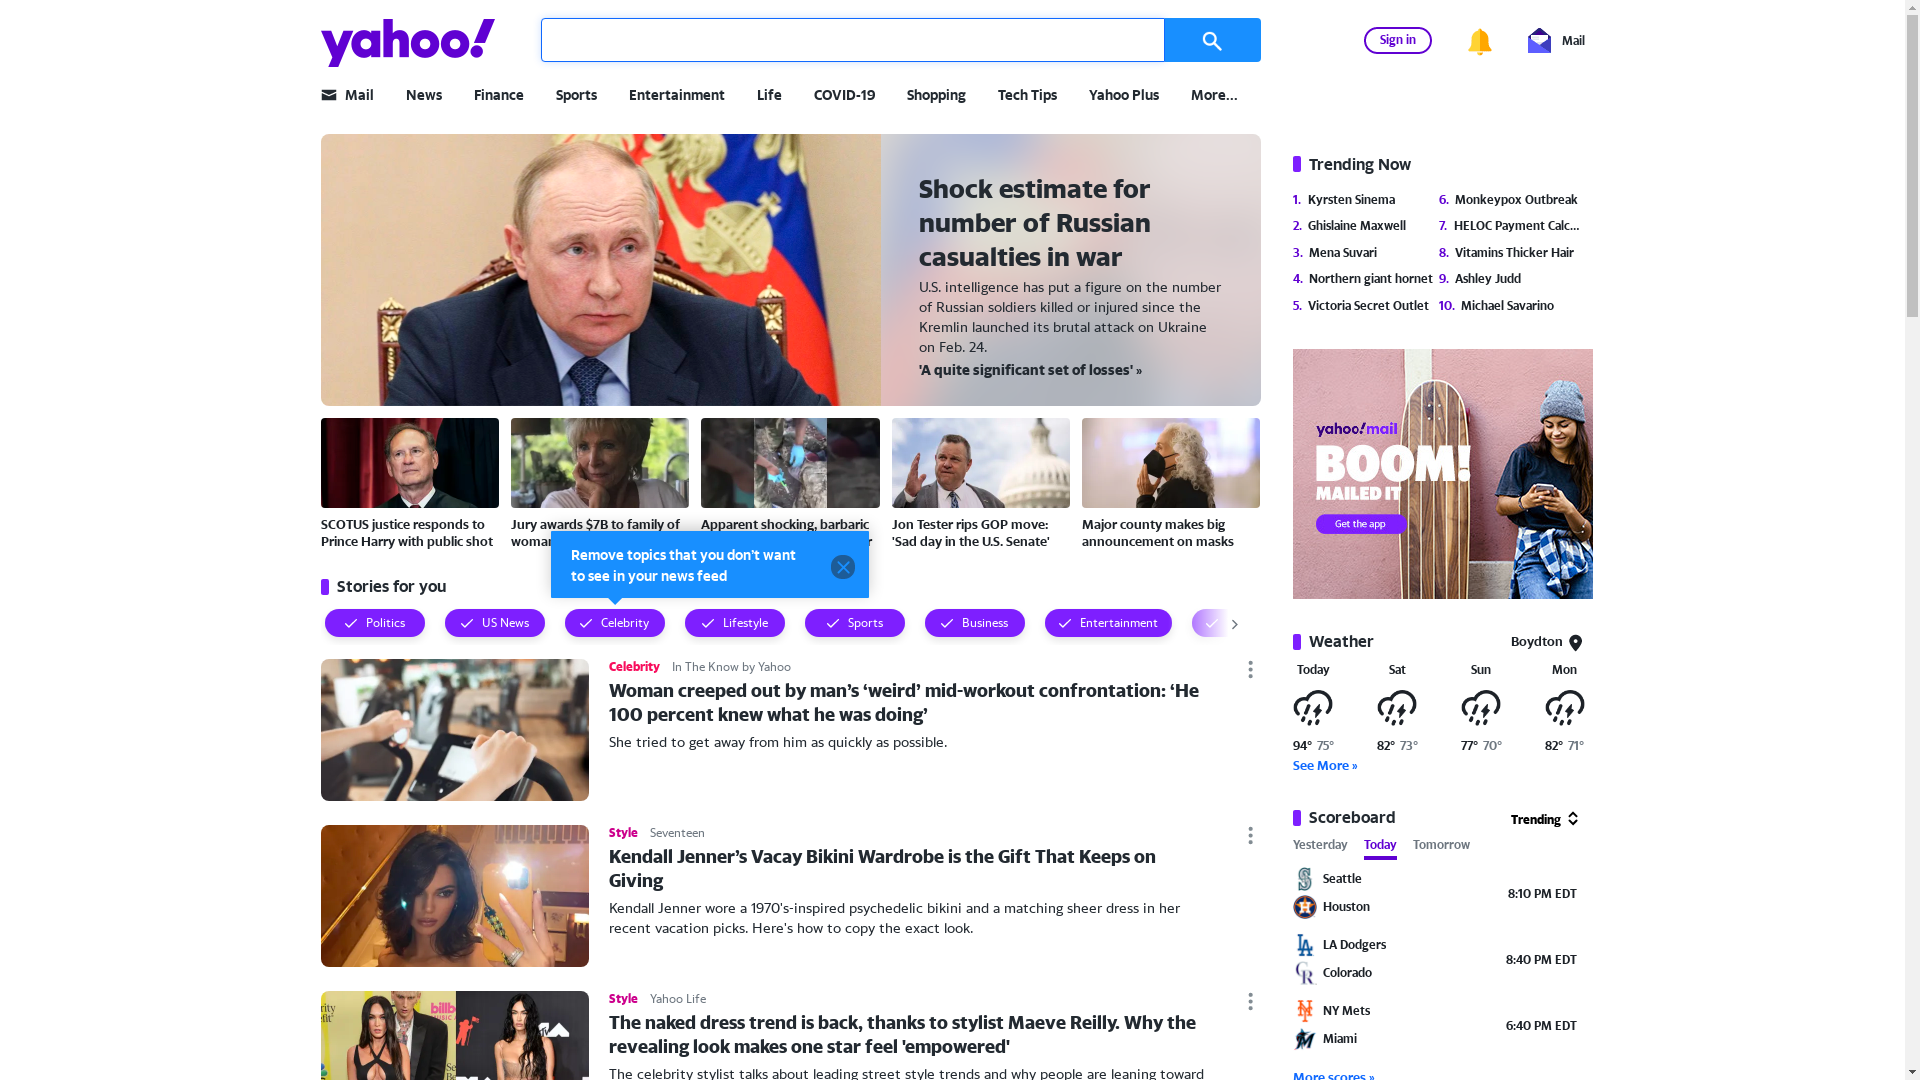 yahoo!
Sign in
Mail
Mail
News
Finance
Sports
Entertainment
Life
COVID-19
Shopping
Tech Tips
Yahoo Plus
More...
Shock estimate for
number of Russian
casualties in war
U.S. intelligence has put a figure on the number
of Russian soldiers killed or injured since the
Kremlin launched its brutal attack on Ukraine
on Feb. 24.
'A quite significant set of losses' »
SCOTUS justice responds to
Prince Harry with public shot
Jury awards $7B to family of
Apparent shocking, barbaric
Jon Tester rips GOP move:
'Sad day in the U.S. Senate'
Major county makes big
announcement on masks
Remove topics that you don't want
to see in your news feed
Stories for you
Politics
US News
Celebrity
Lifestyle
Sports
Business
Entertainment
Celebrity In The Know by Yahoo
Woman creeped out by man’s ‘weird’ mid-workout confrontation: ‘He
100 percent knew what he was doing’
She tried to get away from him as quickly as possible.
Style Seventeen
Kendall Jenner’s Vacay Bikini Wardrobe is the Gift That Keeps on
Giving
Kendall Jenner wore a 1970's-inspired psychedelic bikini and a matching sheer dress in her
recent vacation picks. Here's how to copy the exact look.
Style Yahoo Life
The naked dress trend is back, thanks to stylist Maeve Reilly. Why the
revealing look makes one star feel 'empowered'
The celebrity stylist talks about leading street style trends and why people are leaning toward
Trending Now
1. Kyrsten Sinema
2. Ghislaine Maxwell
3. Mena Suvari
4. Northern giant hornet
5. Victoria Secret Outlet
6. Monkeypox Outbreak
7. HELOC Payment Calc...
8. Vitamins Thicker Hair
9. Ashley Judd
10. Michael Savarino
yahoo!mail
BOOM!
MAILED IT
Get the app
Weather
Boydton
Today
Sat
Sun
Mon
94° 75°
82° 73°
77° 70°
82° 71°
See More »
Scoreboard
Trending
Yesterday
Today
Tomorrow
Seattle
Houston
8:10 PM EDT
LA Dodgers
Colorado
8:40 PM EDT
NY Mets
Miami
6:40 PM EDT
More scores »